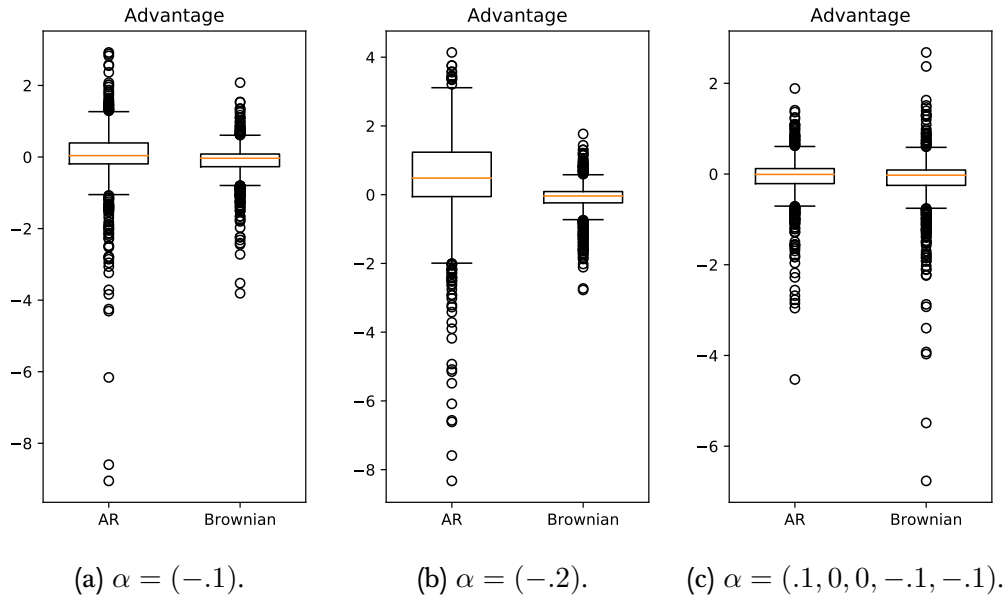 Advantage
2
0
−2
−4
−6
−8
AR
Brownian
(a) α = (−.1).
Advantage
4
2
0
−2
−4
−6
−8
AR
Brownian
(b) α = (−.2).
Advantage
2
0
−2
−4
−6
AR
Brownian
(c) α = (.1, 0, 0, −.1, −.1).